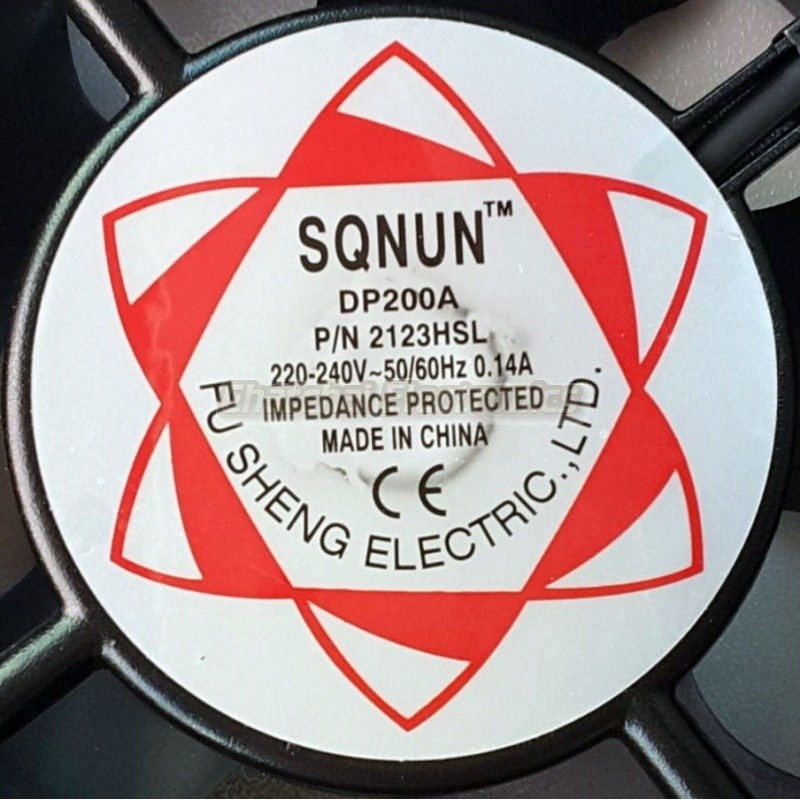 SQNUN™
DP200A
P/N 2123HSL
220-240V~50/60Hz 0.14A
IMPEDANCE PROTECTED
MADE IN CHINA
CE
FU SHENG ELECTRIC.,LTD.